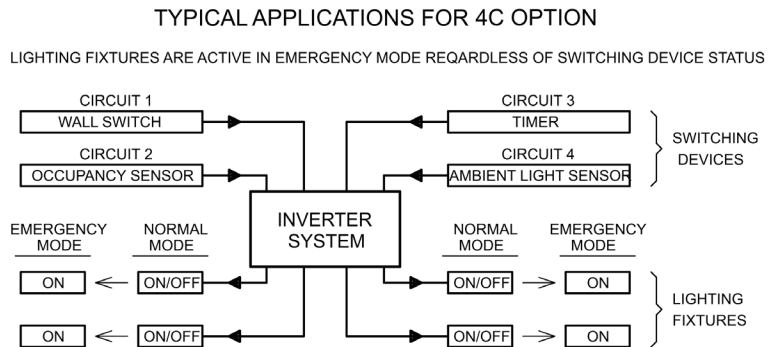 TYPICAL APPLICATIONS FOR 4C OPTION
LIGHTING FIXTURES ARE ACTIVE IN EMERGENCY MODE REQARDLESS OF SWITCHING DEVICE STATUS
CIRCUIT 1
WALL SWITCH
CIRCUIT 2
OCCUPANCY SENSOR
CIRCUIT 3
TIMER
CIRCUIT 4
AMBIENT LIGHT SENSOR
SWITCHING
DEVICES
INVERTER
SYSTEM
EMERGENCY
MODE
NORMAL
MODE
NORMAL
MODE
EMERGENCY
MODE
ON
ON/OFF
ON/OFF
ON
ON
ON/OFF
ON/OFF
ON
LIGHTING
FIXTURES